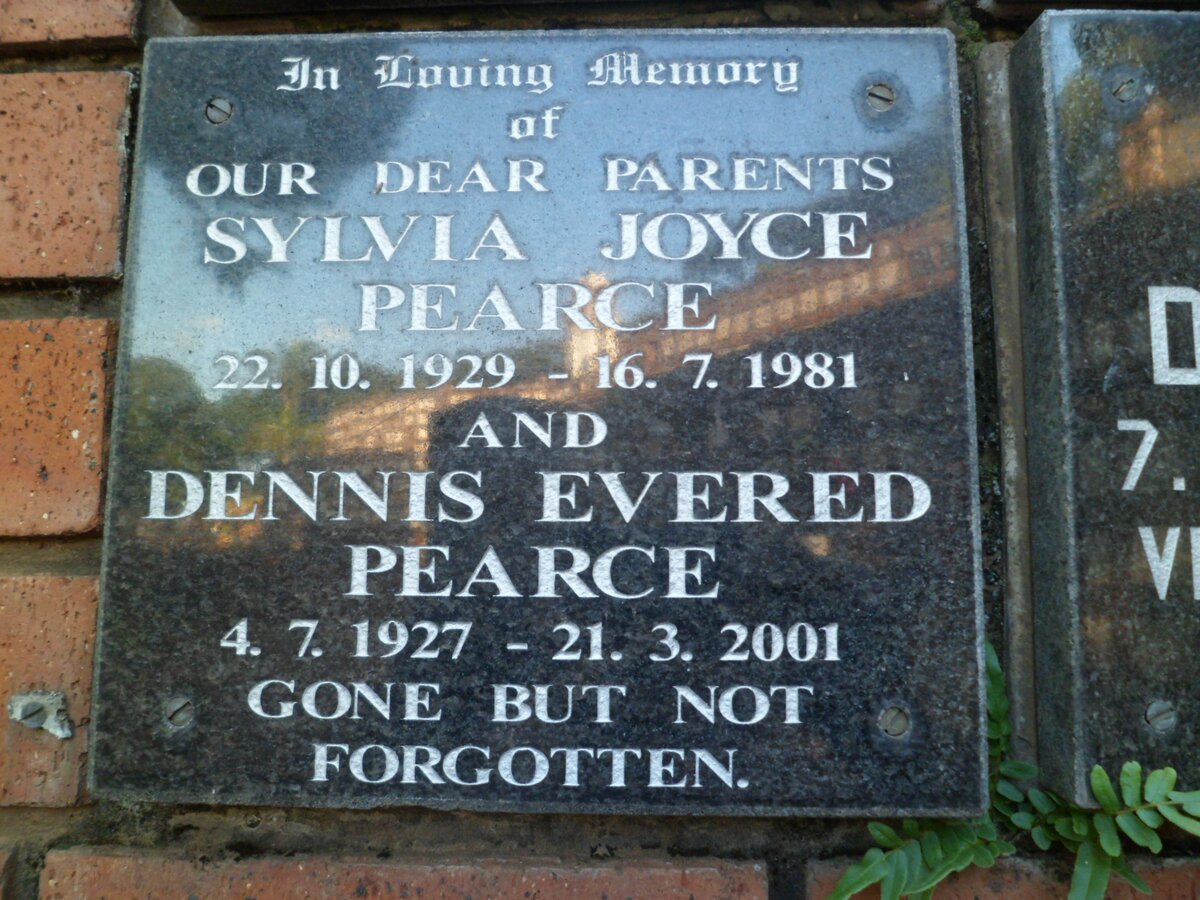 In Loving Memory
of
OUR DEAR PARENTS
SYLVIA JOYCE
PEARCE
22. 10. 1929 - 16. 7. 1981
AND
DENNIS EVERED
PEARCE
4. 7. 1927 - 21. 3. 2001
GONE BUT NOT
FORGOTTEN.
7.